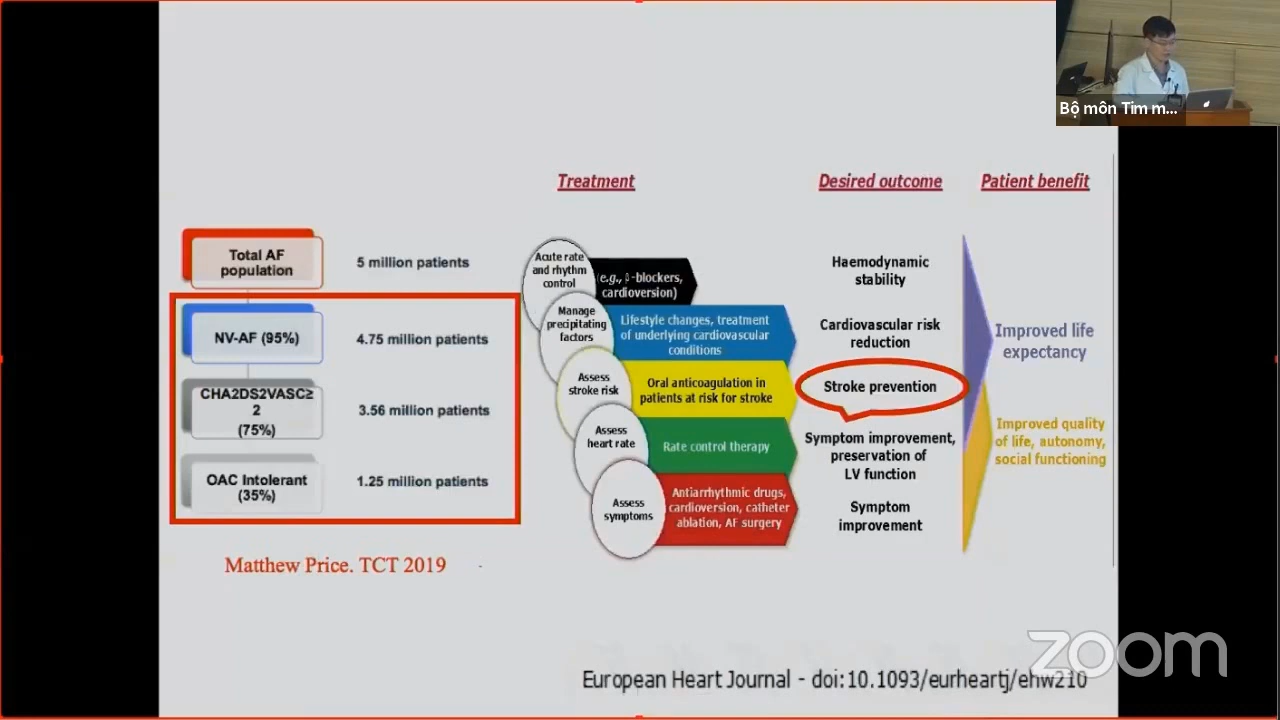 Bộ môn Tim m...
Treatment
Desired outcome
Patient benefit
Total AF
population
5 million patients
NV-AF (95%)
4.75 million patients
CHA2DS2VASC≥
2
(75%)
3.56 million patients
OAC Intolerant
(35%)
1.25 million patients
Matthew Price. TCT 2019
Acute rate
and rhythm
control
(e.g., β-blockers,
cardioversion)
Haemodynamic
stability
Manage
precipitating
factors
Lifestyle changes, treatment
of underlying cardiovascular
conditions
Cardiovascular risk
reduction
Assess
stroke risk
Oral anticoagulation in
patients at risk for stroke
Stroke prevention
Assess
heart rate
Rate control therapy
Symptom improvement,
preservation of
LV function
Assess
symptoms
Antiarrhythmic drugs,
cardioversion, catheter
ablation, AF surgery
Symptom
improvement
Improved life
expectancy
Improved quality
of life, autonomy,
social functioning
zoom
European Heart Journal - doi:10.1093/eurheartj/ehw210